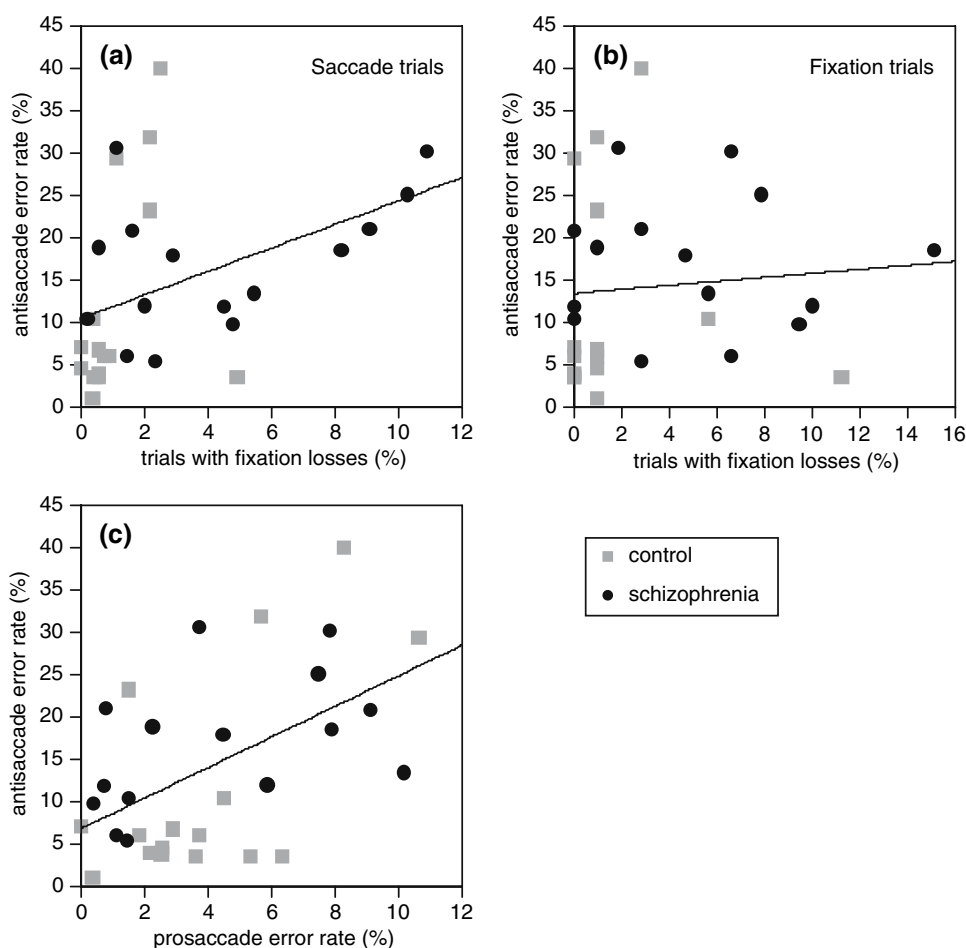 (a)
Saccade trials
antisaccade error rate (%)
45
40
35
30
25
20
15
10
5
0
0 2 4 6 8 10 12
trials with fixation losses (%)
(b)
Fixation trials
antisaccade error rate (%)
45
40
35
30
25
20
15
10
5
0
0 2 4 6 8 10 12 14 16
trials with fixation losses (%)
(c)
antisaccade error rate (%)
45
40
35
30
25
20
15
10
5
0
0 2 4 6 8 10 12
prosaccade error rate (%)
control
schizophrenia